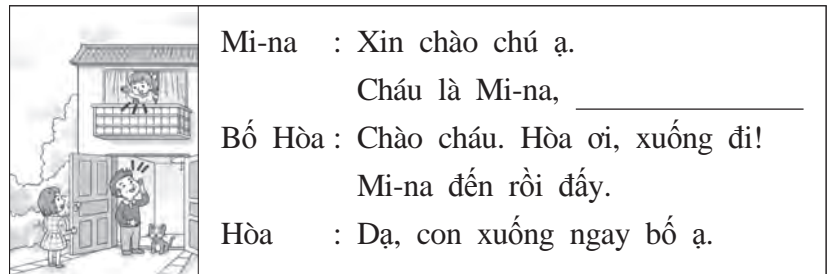 Mi-na : Xin chào chú ạ.
Cháu là Mi-na, ____________
Bố Hòa : Chào cháu. Hòa ơi, xuống đi!
Mi-na đến rồi đấy.
Hòa : Dạ, con xuống ngay bố ạ.